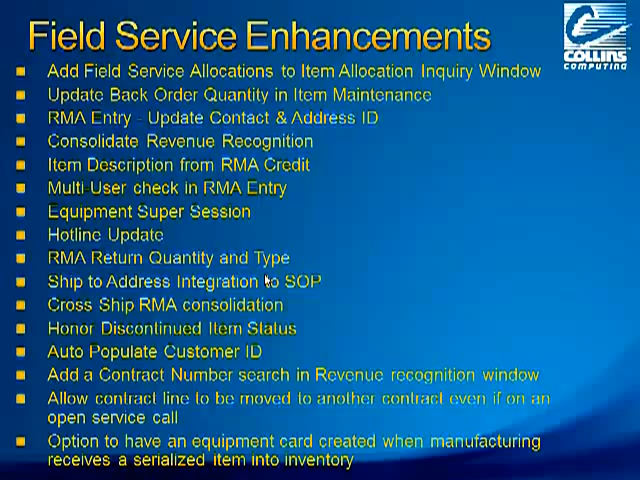 Field Service Enhancements
COLLINS
COMPUTING
Add Field Service Allocations to Item Allocation Inquiry Window
Update Back Order Quantity in Item Maintenance
RMA Entry - Update Contact & Address ID
Consolidate Revenue Recognition
Item Description from RMA Credit
Multi-User check in RMA Entry
Equipment Super Session
Hotline Update
RMA Return Quantity and Type
Ship to Address Integration to SOP
Cross Ship RMA consolidation
Honor Discontinued Item Status
Auto Populate Customer ID
Add a Contract Number search in Revenue recognition window
Allow contract line to be moved to another contract even if on an
open service call
Option to have an equipment card created when manufacturing
receives a serialized item into inventory